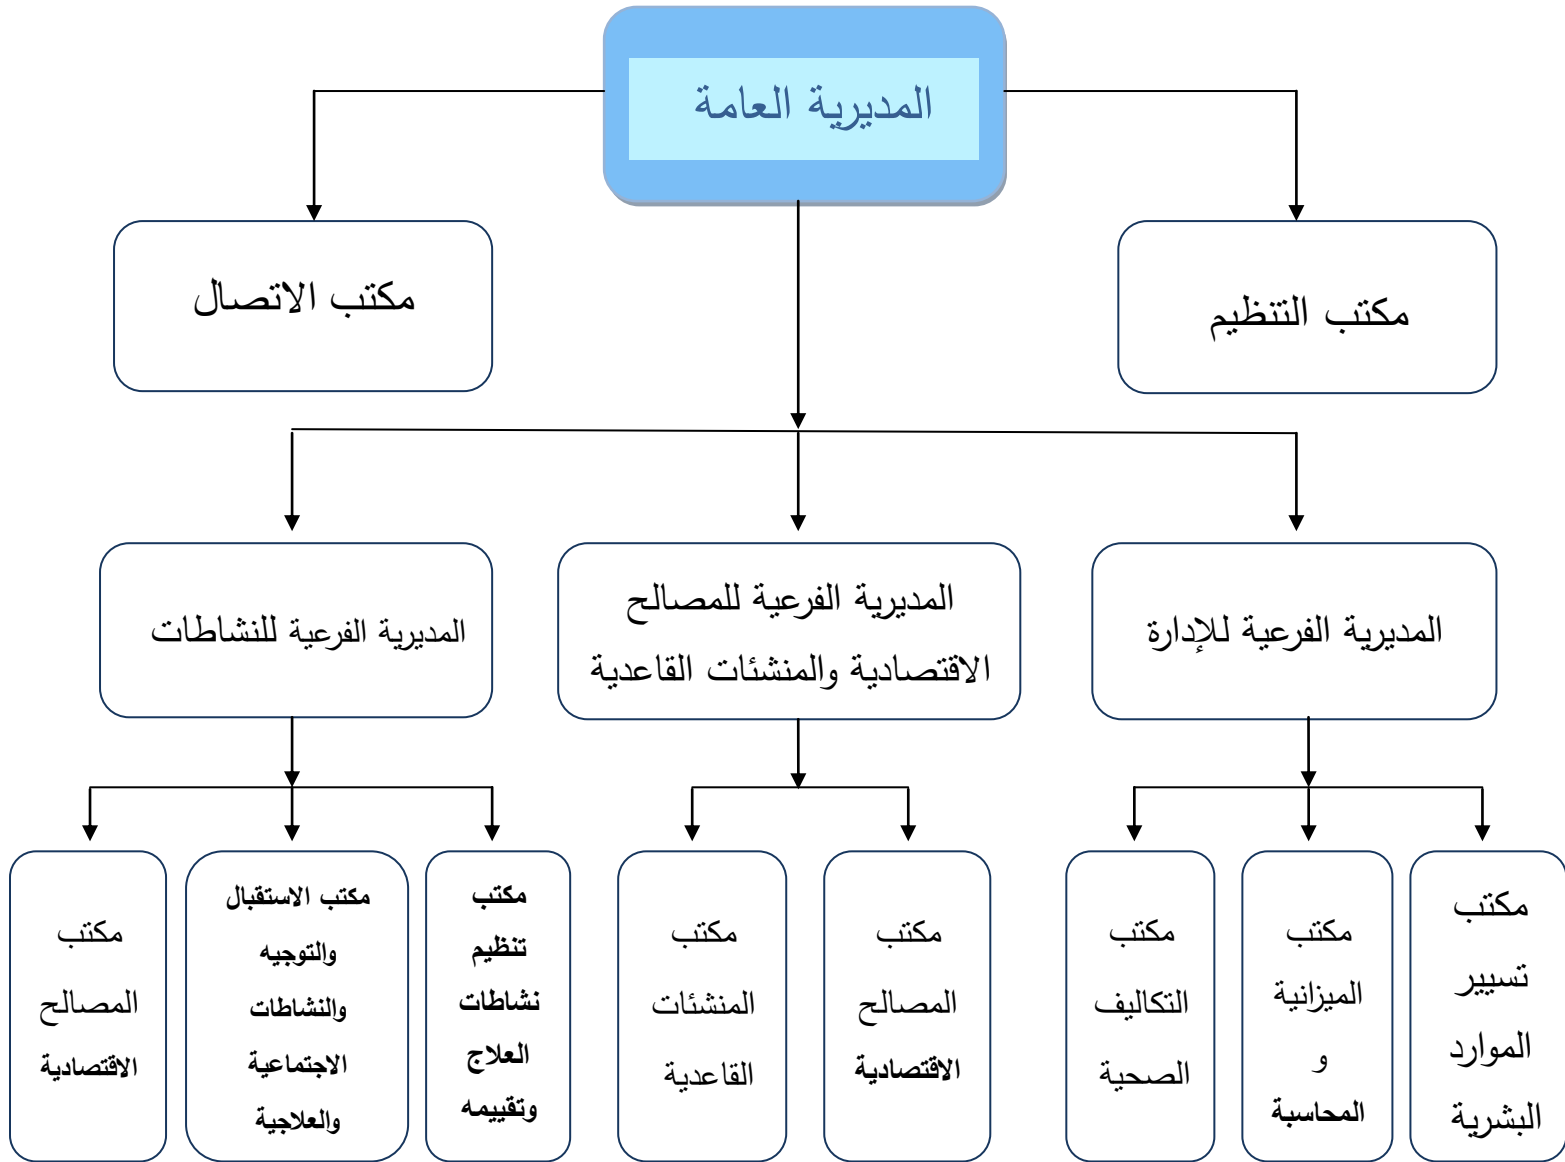 المديرية العامة
مكتب التنظيم
مكتب الاتصال
المديرية الفرعية للإدارة
المديرية الفرعية للمصالح
الاقتصادية والمنشئات القاعدية
المديرية الفرعية للنشاطات
مكتب
تسيير
الموارد
البشرية
مكتب
الميزانية
و
المحاسبة
مكتب
التكاليف
الصحية
مكتب
المصالح
الاقتصادية
مكتب
المنشئات
القاعدية
مكتب
تنظيم
نشاطات
العلاج
وتقييمه
مكتب الاستقبال
والتوجيه
والنشاطات
الاجتماعية
والعلاجية
مكتب
المصالح
الاقتصادية